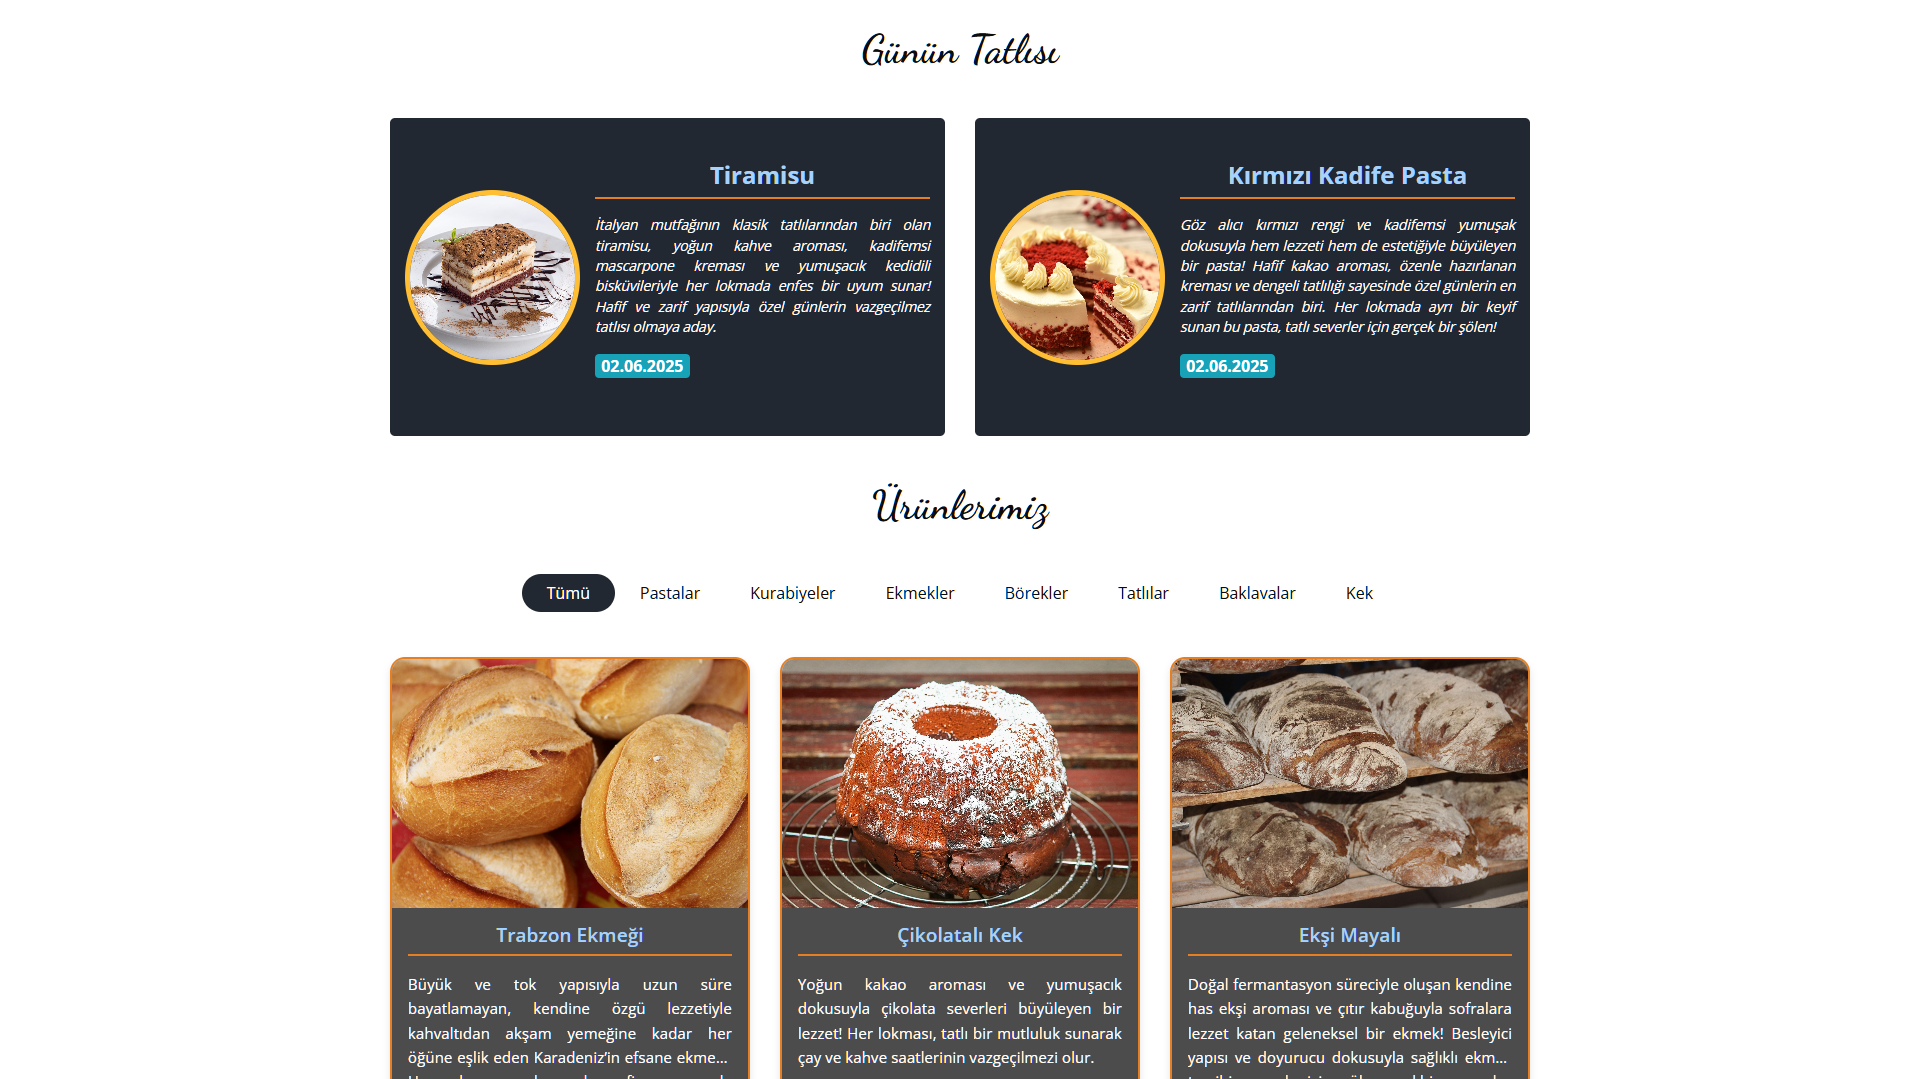 Günün Tatlısı
Tiramisu
İtalyan mutfağının klasik tatlılarından biri olan
tiramisu, yoğun kahve aroması, kadifemsi
mascarpone kreması ve yumuşacık kedidili
bisküvileriyle her lokmada enfes bir uyum sunar!
Hafif ve zarif yapısıyla özel günlerin vazgeçilmez
tatlısı olmaya aday.
02.06.2025
Kırmızı Kadife Pasta
Göz alıcı kırmızı rengi ve kadifemsi yumuşak
dokusuyla hem lezzeti hem de estetiğiyle büyüleyen
bir pasta! Hafif kakao aroması, özenle hazırlanan
kreması ve dengeli tatlılığı sayesinde özel günlerin en
zarif tatlılarından biri. Her lokmada ayrı bir keyif
sunan bu pasta, tatlı severler için gerçek bir şölen!
02.06.2025
Ürünlerimiz
Tümü Pastalar Kurabiyeler Ekmekler Börekler Tatlılar Baklavalar Kek
Trabzon Ekmeği
Büyük ve tok yapısıyla uzun süre
bayatlamayan, kendine özgü lezzetiyle
kahvaltıdan akşam yemeğine kadar her
öğüne eşlik eden Karadeniz’in efsane ekme...
Çikolatalı Kek
Yoğun kakao aroması ve yumuşacık
dokusuyla çikolata severleri büyüleyen bir
lezzet! Her lokması, tatlı bir mutluluk sunarak
çay ve kahve saatlerinin vazgeçilmezi olur.
Ekşi Mayalı
Doğal fermantasyon süreciyle oluşan kendine
has ekşi aroması ve çıtır kabuğuyla sofralara
lezzet katan geleneksel bir ekmek! Besleyici
yapısı ve doyurucu dokusuyla sağlıklı ekm...